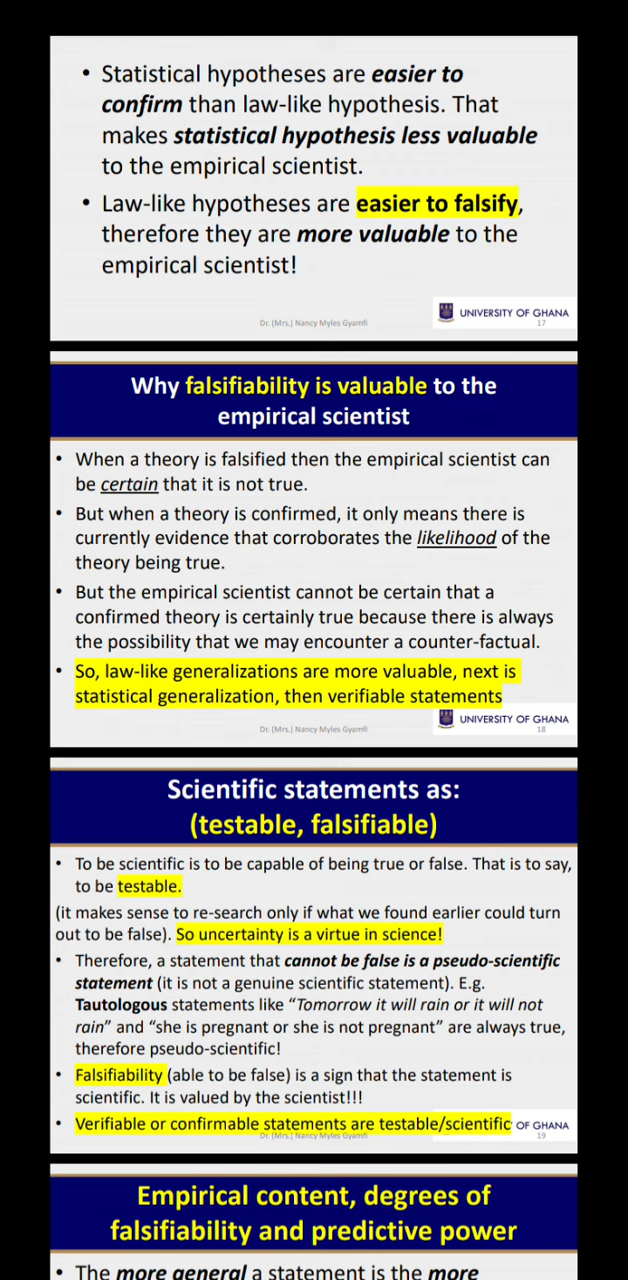 • Statistical hypotheses are easier to
confirm than law-like hypothesis. That
makes statistical hypothesis less valuable
to the empirical scientist.
• Law-like hypotheses are easier to falsify,
therefore they are more valuable to the
empirical scientist!
UNIVERSITY OF GHANA
Dr. (Mrs.) Nancy Myles Gyamfi
17
Why falsifiability is valuable to the
empirical scientist
• When a theory is falsified then the empirical scientist can
be certain that it is not true.
• But when a theory is confirmed, it only means there is
currently evidence that corroborates the likelihood of the
theory being true.
• But the empirical scientist cannot be certain that a
confirmed theory is certainly true because there is always
the possibility that we may encounter a counter-factual.
• So, law-like generalizations are more valuable, next is
statistical generalization, then verifiable statements
UNIVERSITY OF GHANA
Dr. (Mrs.) Nancy Myles Gyamfi
18
Scientific statements as:
(testable, falsifiable)
• To be scientific is to be capable of being true or false. That is to say,
to be testable.
(it makes sense to re-search only if what we found earlier could turn
out to be false). So uncertainty is a virtue in science!
• Therefore, a statement that cannot be false is a pseudo-scientific
statement (it is not a genuine scientific statement). E.g.
Tautologous statements like “Tomorrow it will rain or it will not
rain” and “she is pregnant or she is not pregnant” are always true,
therefore pseudo-scientific!
• Falsifiability (able to be false) is a sign that the statement is
scientific. It is valued by the scientist!!!
• Verifiable or confirmable statements are testable/scientific
OF GHANA
Dr. (Mrs.) Nancy Myles Gyamfi
19
Empirical content, degrees of
falsifiability and predictive power
• The more general a statement is the more